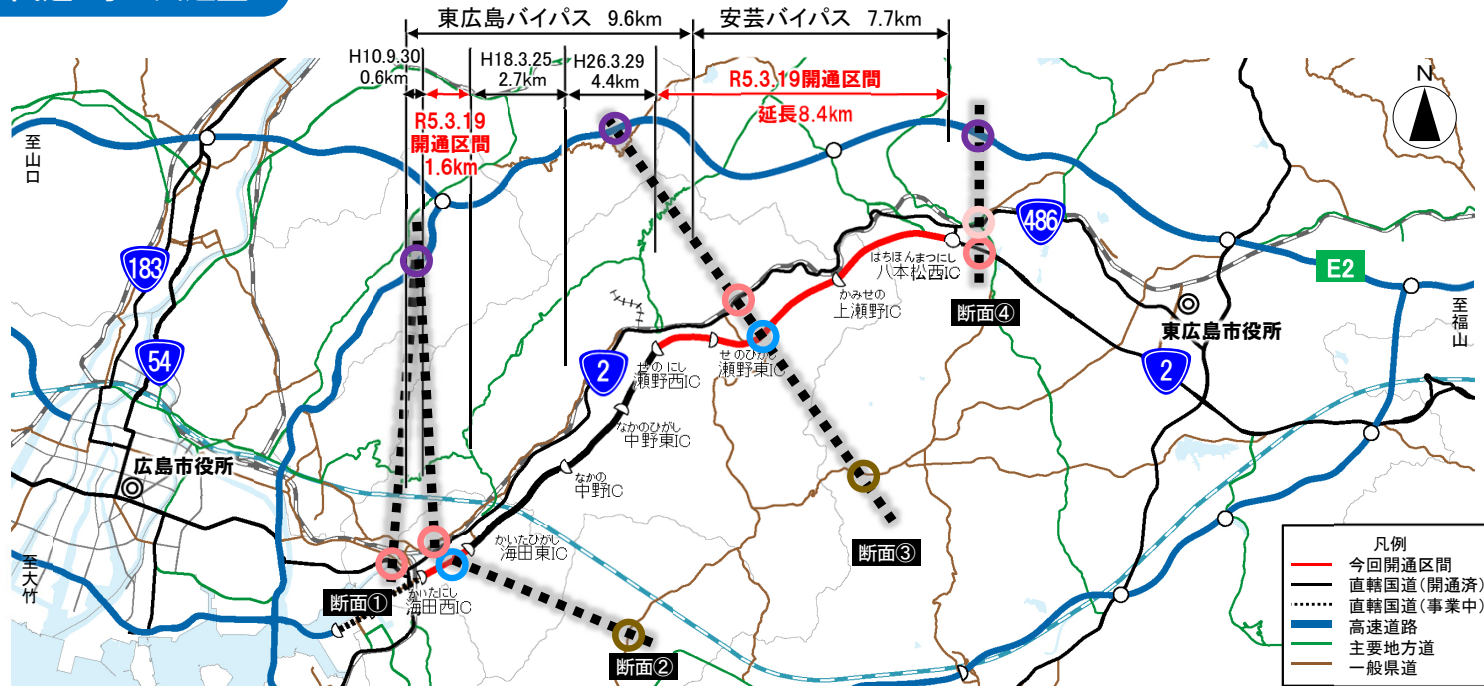 東広島バイパス 9.6km
安芸バイパス 7.7km
H10.9.30
0.6km
H18.3.25
2.7km
H26.3.29
4.4km
R5.3.19開通区間
延長8.4km
R5.3.19
開通区間
1.6km
N
至山口
183
54
486
E2
はちほんまつにし
八本松西IC
かみせの
上瀬野IC
断面④
東広島市役所
至福山
2
2
せのにし
瀬野西IC
せのひがし
瀬野東IC
なかのひがし
中野東IC
なかの
中野IC
広島市役所
かいたひがし
海田東IC
断面③
至大竹
断面①
かいたにし
海田西IC
断面②
凡例
今回開通区間
直轄国道(開通済)
直轄国道(事業中)
高速道路
主要地方道
一般県道